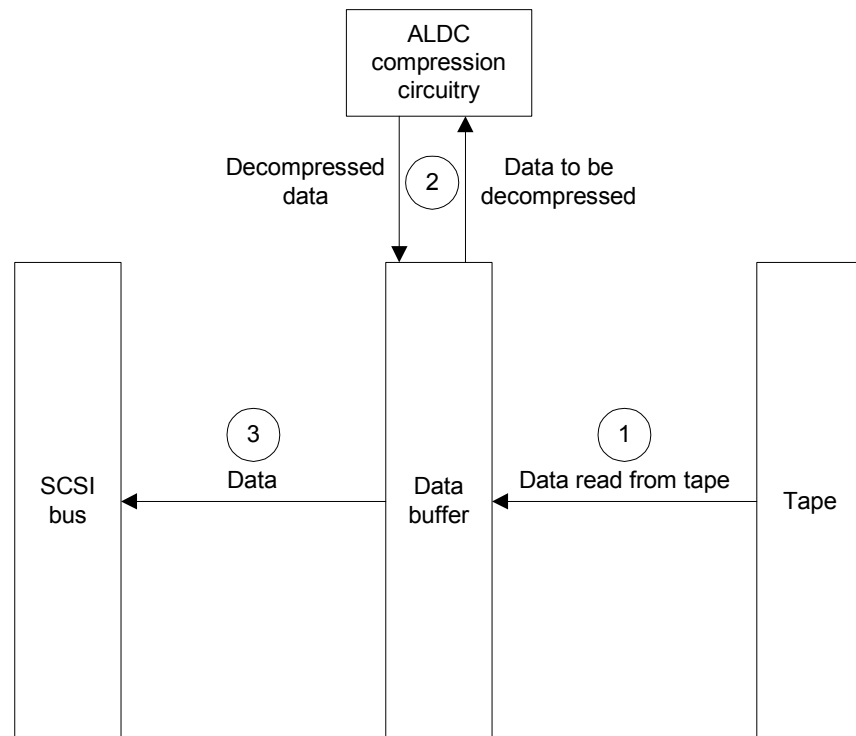 ALDC
compression
circuitry
Decompressed
data
2
Data to be
decompressed
3
1
SCSI
bus
Data
Data
buffer
Data read from tape
Tape